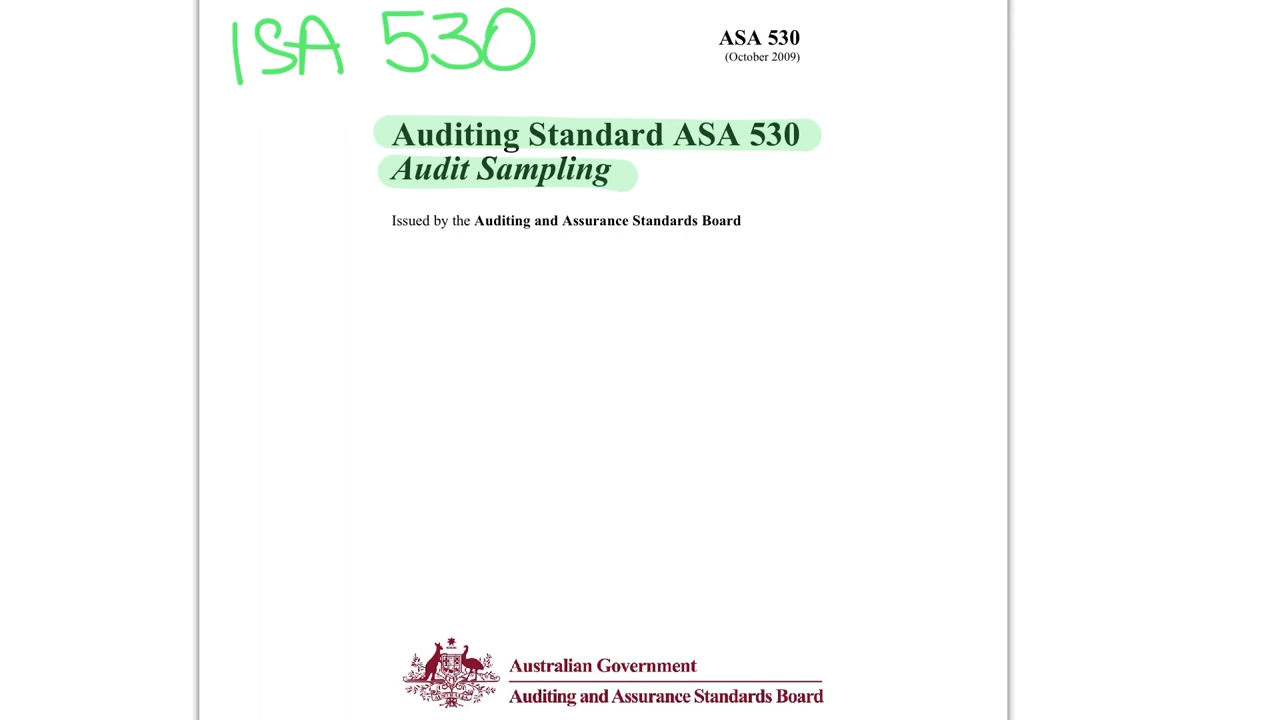 ISA 530
ASA 530
(October 2009)
Auditing Standard ASA 530
Audit Sampling
Issued by the Auditing and Assurance Standards Board
Australian Government
Auditing and Assurance Standards Board